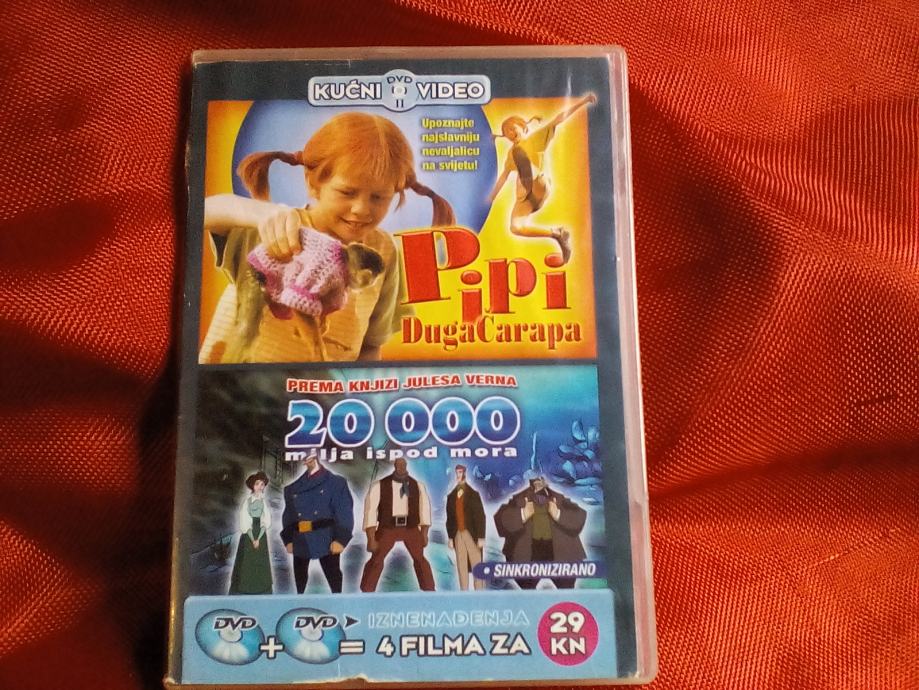 KUĆNI DVD II VIDEO
Upoznajte
najslavniju
nevaljalicu
na svijetu!
Pipi
DugaČarapa
PREMA KNJIZI JULESA VERNA
20 000
milja ispod mora
• SINKRONIZIRANO
DVD + DVD ➤ IZNENAĐENJA
= 4 FILMA ZA
29
KN